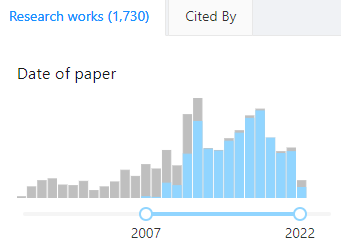 Research works (1,730)
Cited By
Date of paper
2007
2022